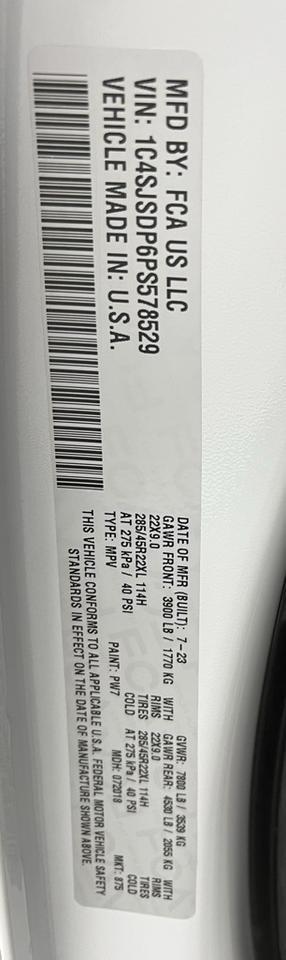 MFD BY: FCA US LLC
VIN: 1C4SJSDP6PS578529
VEHICLE MADE IN: U.S.A.
DATE OF MFR (BUILT): 7-23 GVWR: 7800 LB / 3539 KG
GAWR FRONT: 3900 LB / 1770 KG WITH GAWR REAR: 4530 LB / 2055 KG WITH
22X9.0 RIMS 22X9.0 RIMS
285/45R22XL 114H TIRES 285/45R22XL 114H TIRES
AT 275 kPa / 40 PSI COLD AT 275 kPa / 40 PSI COLD
TYPE: MPV PAINT: PW7 MDH: 072018 MKT: 875
THIS VEHICLE CONFORMS TO ALL APPLICABLE U.S.A. FEDERAL MOTOR VEHICLE SAFETY
STANDARDS IN EFFECT ON THE DATE OF MANUFACTURE SHOWN ABOVE.